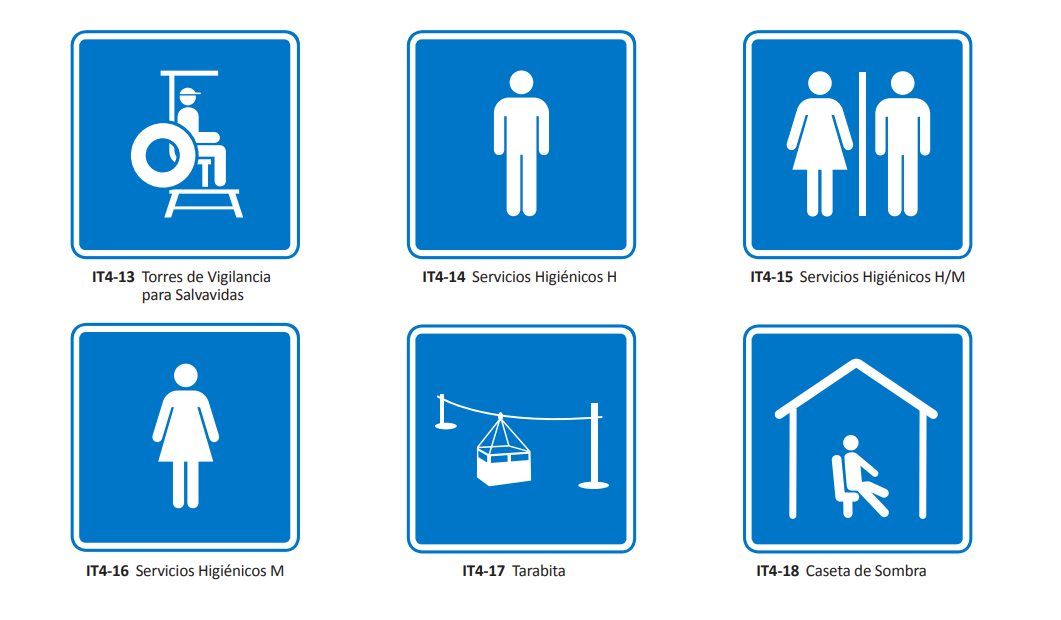 IT4-13 Torres de Vigilancia
para Salvavidas
IT4-14 Servicios Higiénicos H
IT4-15 Servicios Higiénicos H/M
IT4-16 Servicios Higiénicos M
IT4-17 Tarabita
IT4-18 Caseta de Sombra